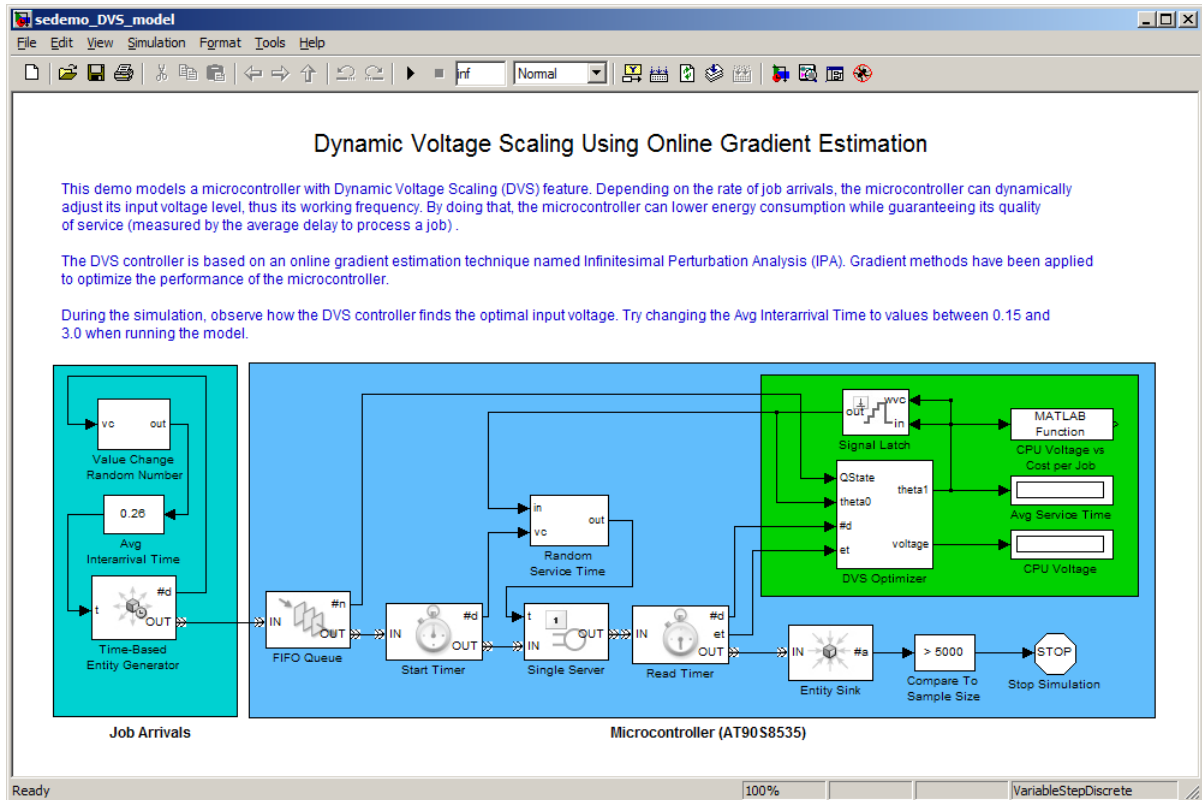 sedemo_DVS_model
File Edit View Simulation Format Tools Help
inf Normal
Dynamic Voltage Scaling Using Online Gradient Estimation
This demo models a microcontroller with Dynamic Voltage Scaling (DVS) feature. Depending on the rate of job arrivals, the microcontroller can dynamically
adjust its input voltage level, thus its working frequency. By doing that, the microcontroller can lower energy consumption while guaranteeing its quality
of service (measured by the average delay to process a job) .
The DVS controller is based on an online gradient estimation technique named Infinitesimal Perturbation Analysis (IPA). Gradient methods have been applied
to optimize the performance of the microcontroller.
During the simulation, observe how the DVS controller finds the optimal input voltage. Try changing the Avg Interarrival Time to values between 0.15 and
3.0 when running the model.
vc out
Value Change
Random Number
0.26
Avg
Interarrival Time
t #d OUT
Time-Based
Entity Generator
Job Arrivals
IN #n OUT
FIFO Queue
IN #d OUT
Start Timer
in vc out
Random
Service Time
t 1 IN OUT
Single Server
IN #d et OUT
Read Timer
out wvc in
Signal Latch
MATLAB
Function
CPU Voltage vs
Cost per Job
QState theta0 #d et theta1 voltage
DVS Optimizer
Avg Service Time
CPU Voltage
IN #a
Entity Sink
> 5000
Compare To
Sample Size
STOP
Stop Simulation
Microcontroller (AT90S8535)
Ready 100% VariableStepDiscrete